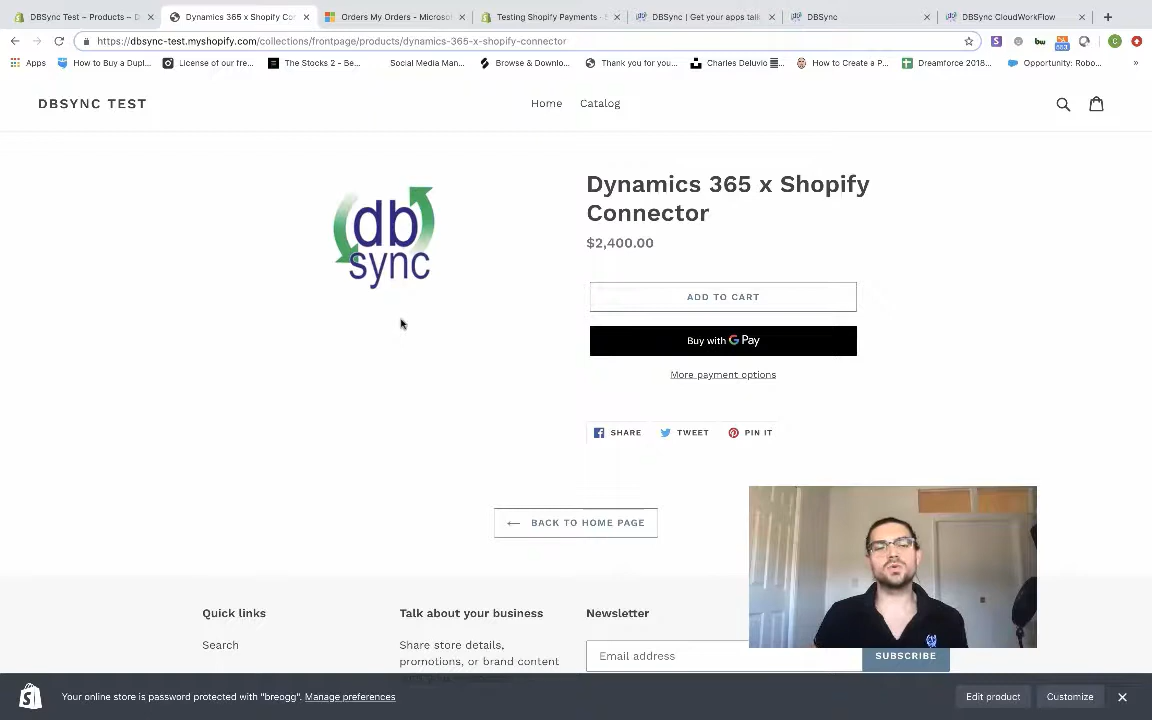 DBSync Test – Products – D
Dynamics 365 x Shopify Co
Orders My Orders - Micros
Testing Shopify Payments ·
DBSync | Get your apps talk
DBSync
DBSync CloudWorkFlow
https://dbsync-test.myshopify.com/collections/frontpage/products/dynamics-365-x-shopify-connector
bw
C
Apps
How to Buy a Dupl...
License of our fre...
The Stocks 2 - Be...
Social Media Man...
Browse & Downlo...
Thank you for you...
Charles Deluvio
How to Create a P...
Dreamforce 2018...
Opportunity: Robo...
»
DBSYNC TEST
Home
Catalog
db
sync
Dynamics 365 x Shopify
Connector
$2,400.00
ADD TO CART
Buy with G Pay
More payment options
SHARE
TWEET
PIN IT
BACK TO HOME PAGE
Quick links
Search
Talk about your business
Share store details,
promotions, or brand content
Newsletter
Email address
SUBSCRIBE
Your online store is password protected with "breogg". Manage preferences
Edit product
Customize